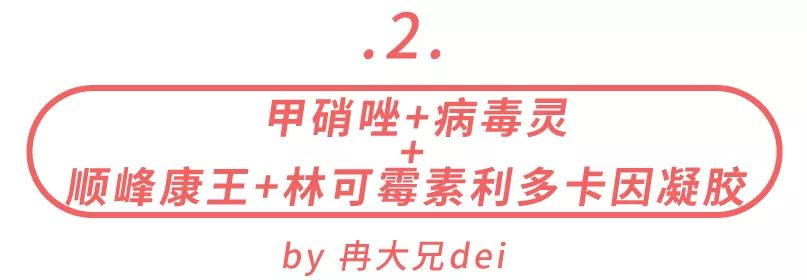 .2.
甲硝唑+病毒灵
+
顺峰康王+林可霉素利多卡因凝胶
by 冉大兄dei